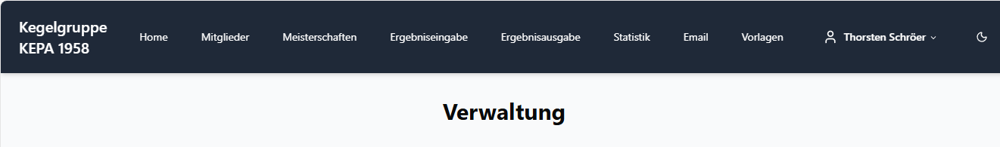 Kegelgruppe
KEPA 1958
Home Mitglieder Meisterschaften Ergebniseingabe Ergebnisausgabe Statistik Email Vorlagen Thorsten Schröer
Verwaltung